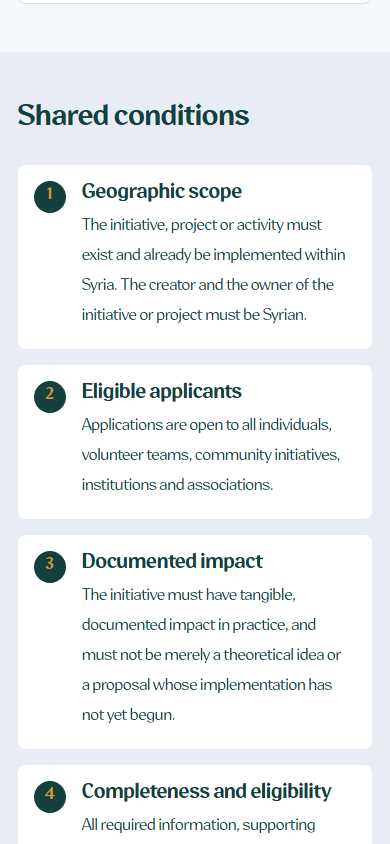 Shared conditions
1
Geographic scope
The initiative, project or activity must
exist and already be implemented within
Syria. The creator and the owner of the
initiative or project must be Syrian.
2
Eligible applicants
Applications are open to all individuals,
volunteer teams, community initiatives,
institutions and associations.
3
Documented impact
The initiative must have tangible,
documented impact in practice, and
must not be merely a theoretical idea or
a proposal whose implementation has
not yet begun.
4
Completeness and eligibility
All required information, supporting